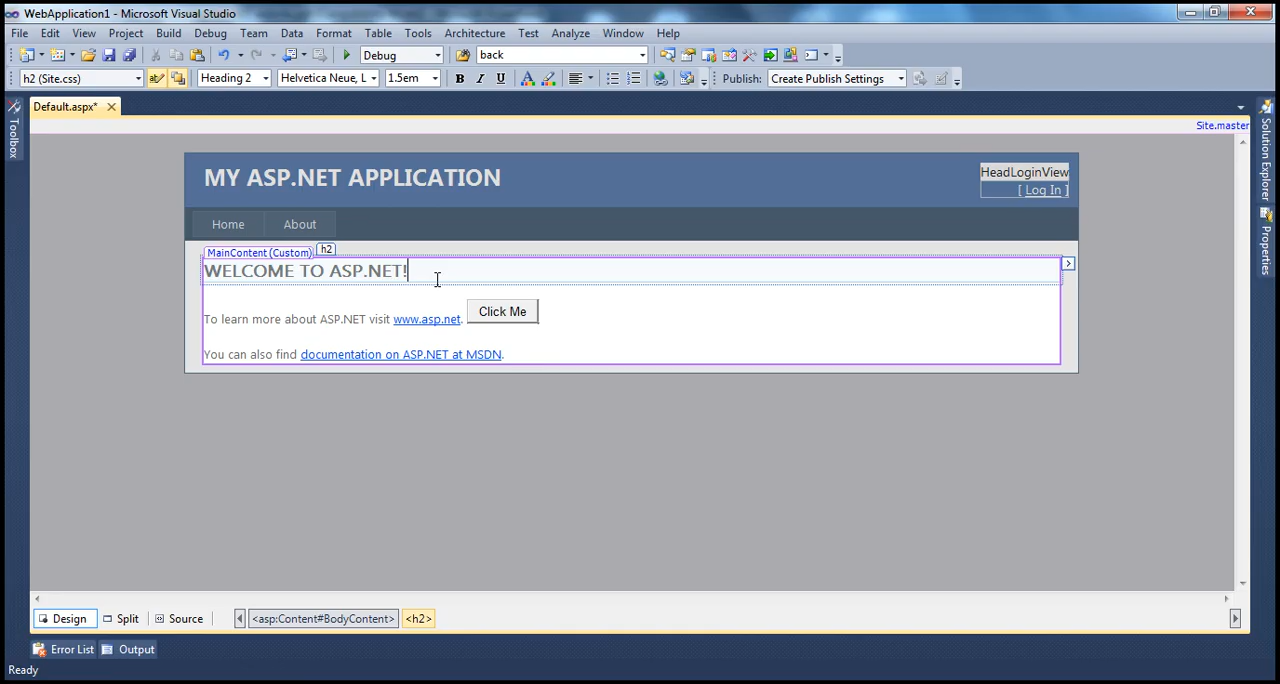 WebApplication1 - Microsoft Visual Studio
File Edit View Project Build Debug Team Data Format Table Tools Architecture Test Analyze Window Help
Debug back
h2 (Site.css) Heading 2 Helvetica Neue, L 1.5em B I U A Publish: Create Publish Settings
Default.aspx*
Site.master
Toolbox
Solution Explorer
Properties
MY ASP.NET APPLICATION
HeadLoginView
[ Log In ]
Home About
MainContent (Custom) h2
WELCOME TO ASP.NET!
To learn more about ASP.NET visit www.asp.net. Click Me
You can also find documentation on ASP.NET at MSDN.
Design Split Source <asp:Content#BodyContent> <h2>
Error List Output
Ready